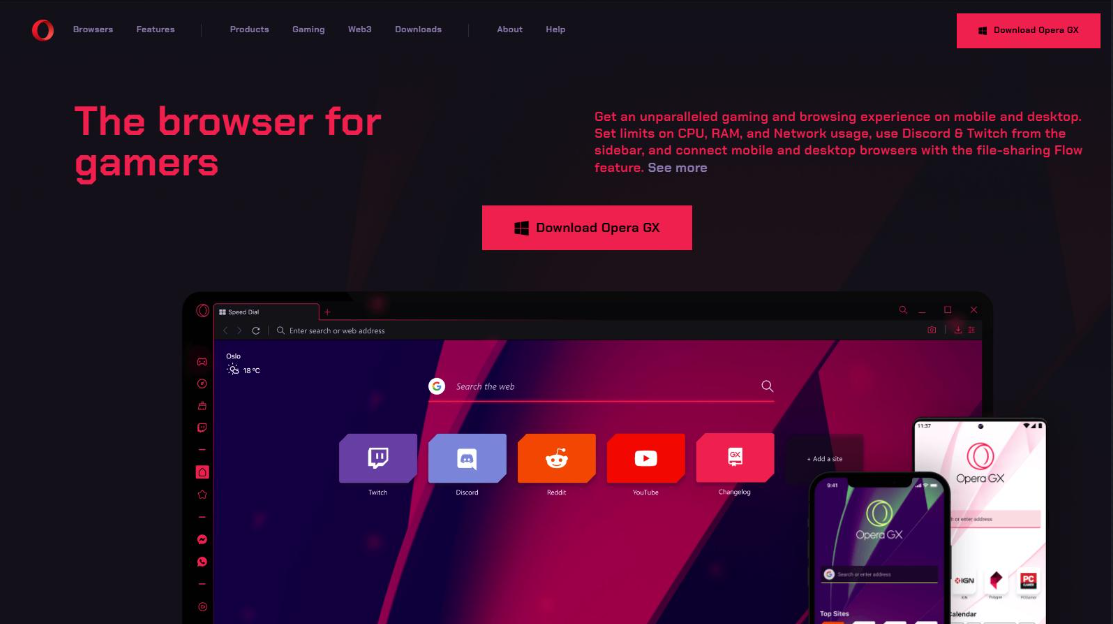 Browsers Features Products Gaming Web3 Downloads About Help
Download Opera GX
The browser for
gamers
Get an unparalleled gaming and browsing experience on mobile and desktop.
Set limits on CPU, RAM, and Network usage, use Discord & Twitch from the
sidebar, and connect mobile and desktop browsers with the file-sharing Flow
feature. See more
Download Opera GX
Speed Dial
Enter search or web address
Oslo
18 °C
Search the web
GX
+ Add a site
Twitch
Discord
Reddit
YouTube
Changelog
11:37
Opera GX
or enter address
IGN
PC
GAMER
Calendar
9:41
Opera GX
Search or enter address
Top Sites